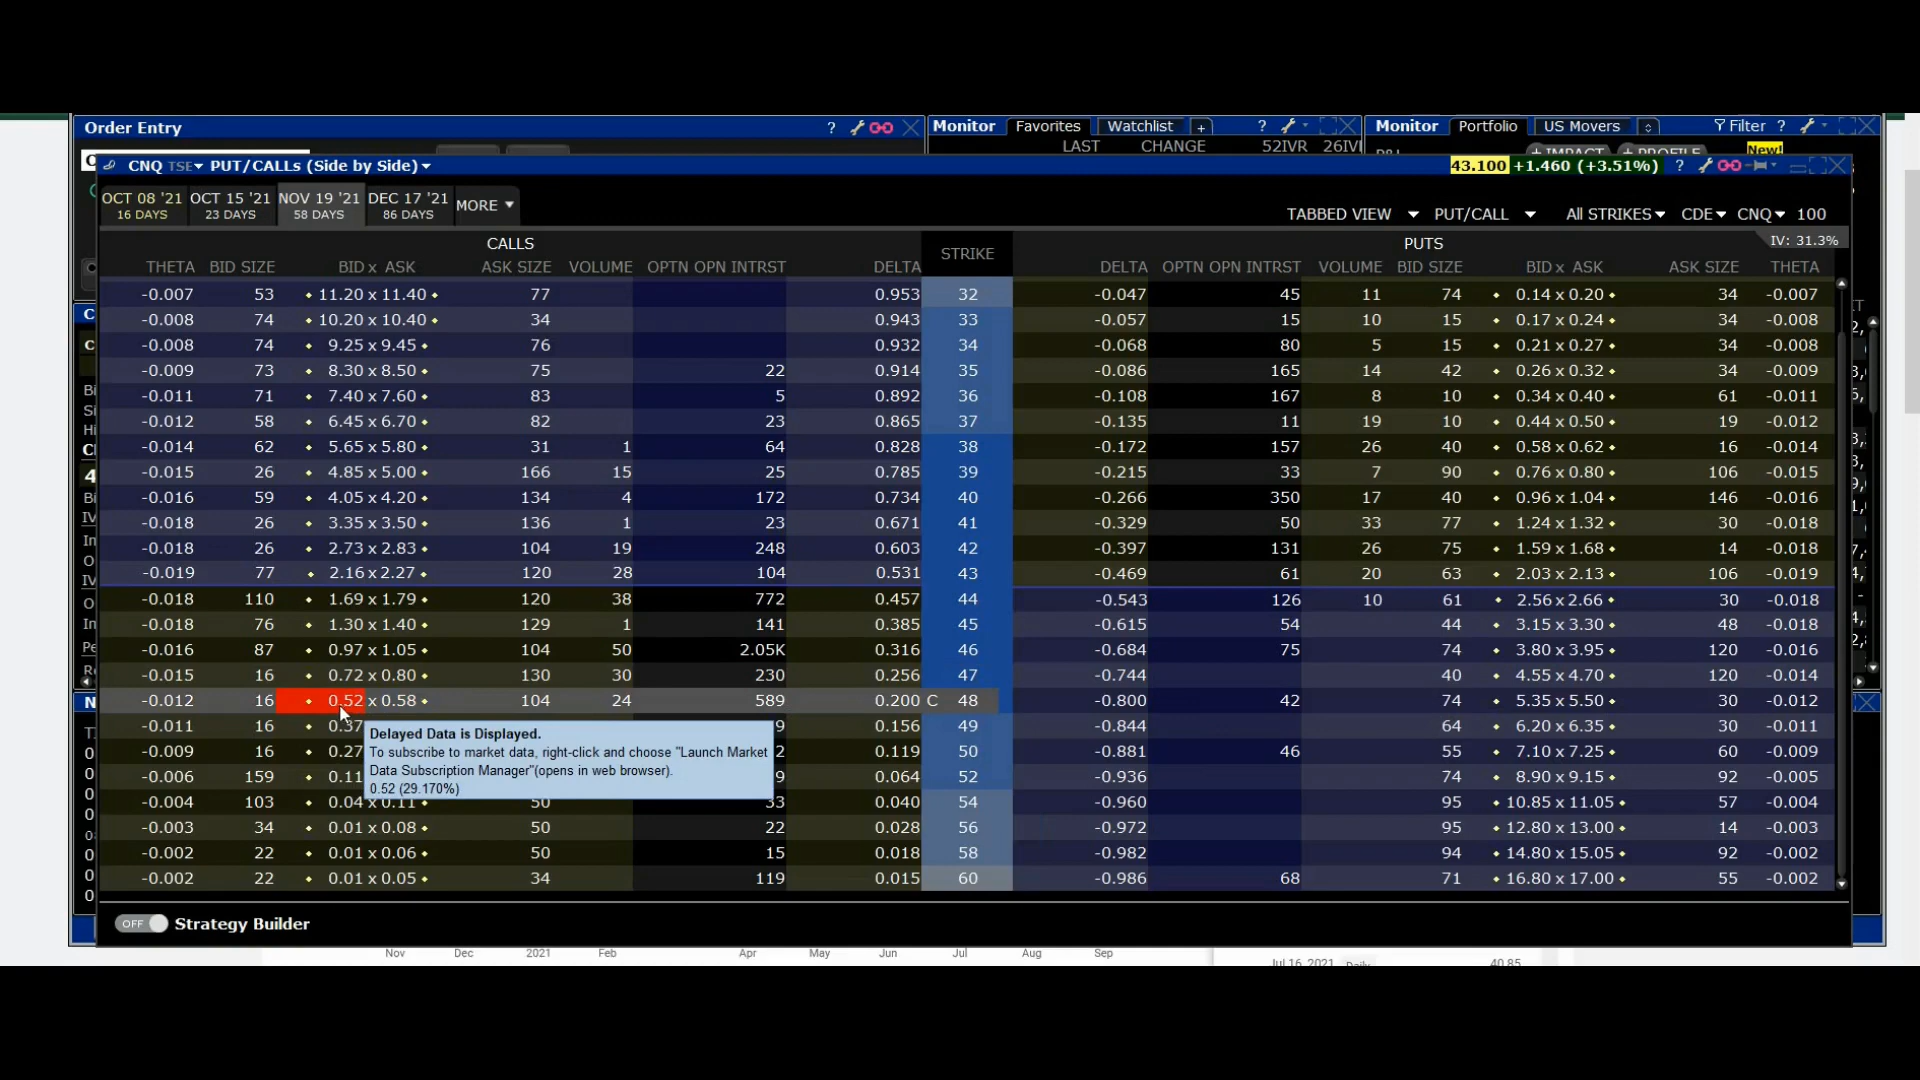 Order Entry ?
Monitor Favorites Watchlist + ?
Monitor Portfolio US Movers Filter ?
LAST CHANGE 52IVR 26IVI
New!
CNQ TSE PUT/CALLs (Side by Side) 43.100 +1.460 (+3.51%) ?
OCT 08 '21 OCT 15 '21 NOV 19 '21 DEC 17 '21 MORE
16 DAYS 23 DAYS 58 DAYS 86 DAYS
TABBED VIEW PUT/CALL All STRIKES CDE CNQ 100
CALLS STRIKE PUTS IV: 31.3%
THETA BID SIZE BID x ASK ASK SIZE VOLUME OPTN OPN INTRST DELTA DELTA OPTN OPN INTRST VOLUME BID SIZE BID x ASK ASK SIZE THETA
-0.007 53 11.20 x 11.40 77 0.953 32 -0.047 45 11 74 0.14 x 0.20 34 -0.007
-0.008 74 10.20 x 10.40 34 0.943 33 -0.057 15 10 15 0.17 x 0.24 34 -0.008
-0.008 74 9.25 x 9.45 76 0.932 34 -0.068 80 5 15 0.21 x 0.27 34 -0.008
-0.009 73 8.30 x 8.50 75 22 0.914 35 -0.086 165 14 42 0.26 x 0.32 34 -0.009
-0.011 71 7.40 x 7.60 83 5 0.892 36 -0.108 167 8 10 0.34 x 0.40 61 -0.011
-0.012 58 6.45 x 6.70 82 23 0.865 37 -0.135 11 19 10 0.44 x 0.50 19 -0.012
-0.014 62 5.65 x 5.80 31 1 64 0.828 38 -0.172 157 26 40 0.58 x 0.62 16 -0.014
-0.015 26 4.85 x 5.00 166 15 25 0.785 39 -0.215 33 7 90 0.76 x 0.80 106 -0.015
-0.016 59 4.05 x 4.20 134 4 172 0.734 40 -0.266 350 17 40 0.96 x 1.04 146 -0.016
-0.018 26 3.35 x 3.50 136 1 23 0.671 41 -0.329 50 33 77 1.24 x 1.32 30 -0.018
-0.018 26 2.73 x 2.83 104 19 248 0.603 42 -0.397 131 26 75 1.59 x 1.68 14 -0.018
-0.019 77 2.16 x 2.27 120 28 104 0.531 43 -0.469 61 20 63 2.03 x 2.13 106 -0.019
-0.018 110 1.69 x 1.79 120 38 772 0.457 44 -0.543 126 10 61 2.56 x 2.66 30 -0.018
-0.018 76 1.30 x 1.40 129 1 141 0.385 45 -0.615 54 44 3.15 x 3.30 48 -0.018
-0.016 87 0.97 x 1.05 104 50 2.05K 0.316 46 -0.684 75 74 3.80 x 3.95 120 -0.016
-0.015 16 0.72 x 0.80 130 30 230 0.256 47 -0.744 40 4.55 x 4.70 120 -0.014
-0.012 16 0.52 x 0.58 104 24 589 0.200 C 48 -0.800 42 74 5.35 x 5.50 30 -0.012
-0.011 16 0.37 9 0.156 49 -0.844 64 6.20 x 6.35 30 -0.011
-0.009 16 0.27 2 0.119 50 -0.881 46 55 7.10 x 7.25 60 -0.009
-0.006 159 0.11 9 0.064 52 -0.936 74 8.90 x 9.15 92 -0.005
-0.004 103 0.04 x 0.11 50 33 0.040 54 -0.960 95 10.85 x 11.05 57 -0.004
-0.003 34 0.01 x 0.08 50 22 0.028 56 -0.972 95 12.80 x 13.00 14 -0.003
-0.002 22 0.01 x 0.06 50 15 0.018 58 -0.982 94 14.80 x 15.05 92 -0.002
-0.002 22 0.01 x 0.05 34 119 0.015 60 -0.986 68 71 16.80 x 17.00 55 -0.002
Delayed Data is Displayed.
To subscribe to market data, right-click and choose "Launch Market
Data Subscription Manager"(opens in web browser).
0.52 (29.170%)
OFF Strategy Builder
Nov Dec 2021 Feb Apr May Jun Jul Aug Sep
Jul 16, 2021 Daily 40.85